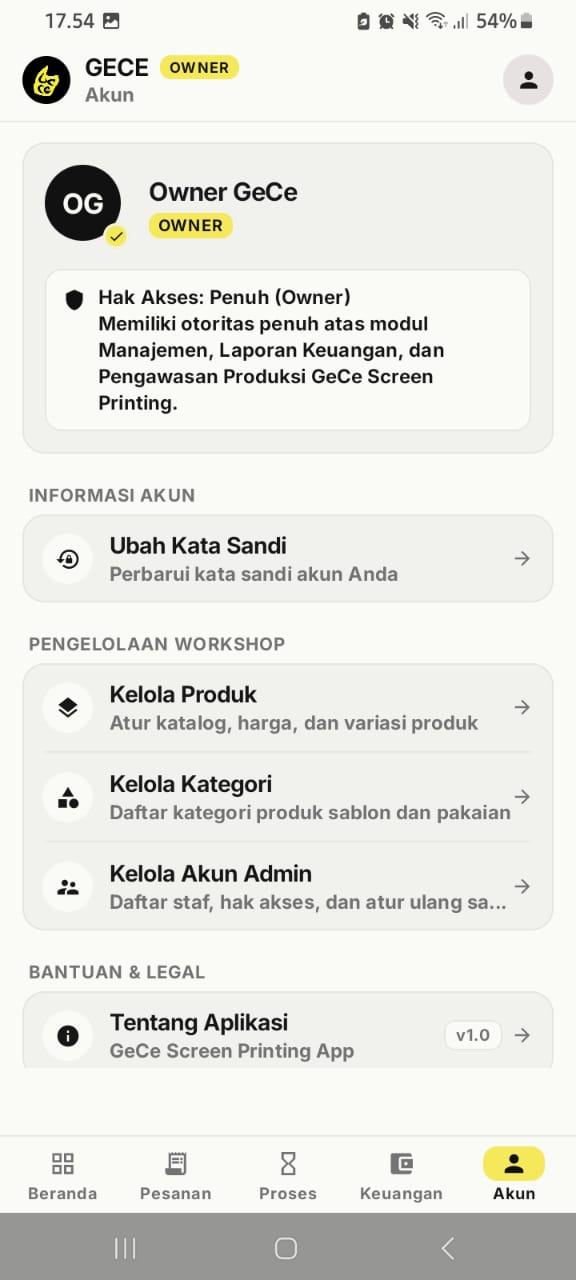 17.54
54%
GECE OWNER
Akun
OG
Owner GeCe
OWNER
Hak Akses: Penuh (Owner)
Memiliki otoritas penuh atas modul
Manajemen, Laporan Keuangan, dan
Pengawasan Produksi GeCe Screen
Printing.
INFORMASI AKUN
Ubah Kata Sandi
Perbarui kata sandi akun Anda
PENGELOLAAN WORKSHOP
Kelola Produk
Atur katalog, harga, dan variasi produk
Kelola Kategori
Daftar kategori produk sablon dan pakaian
Kelola Akun Admin
Daftar staf, hak akses, dan atur ulang sa...
BANTUAN & LEGAL
Tentang Aplikasi
v1.0
GeCe Screen Printing App
Beranda
Pesanan
Proses
Keuangan
Akun